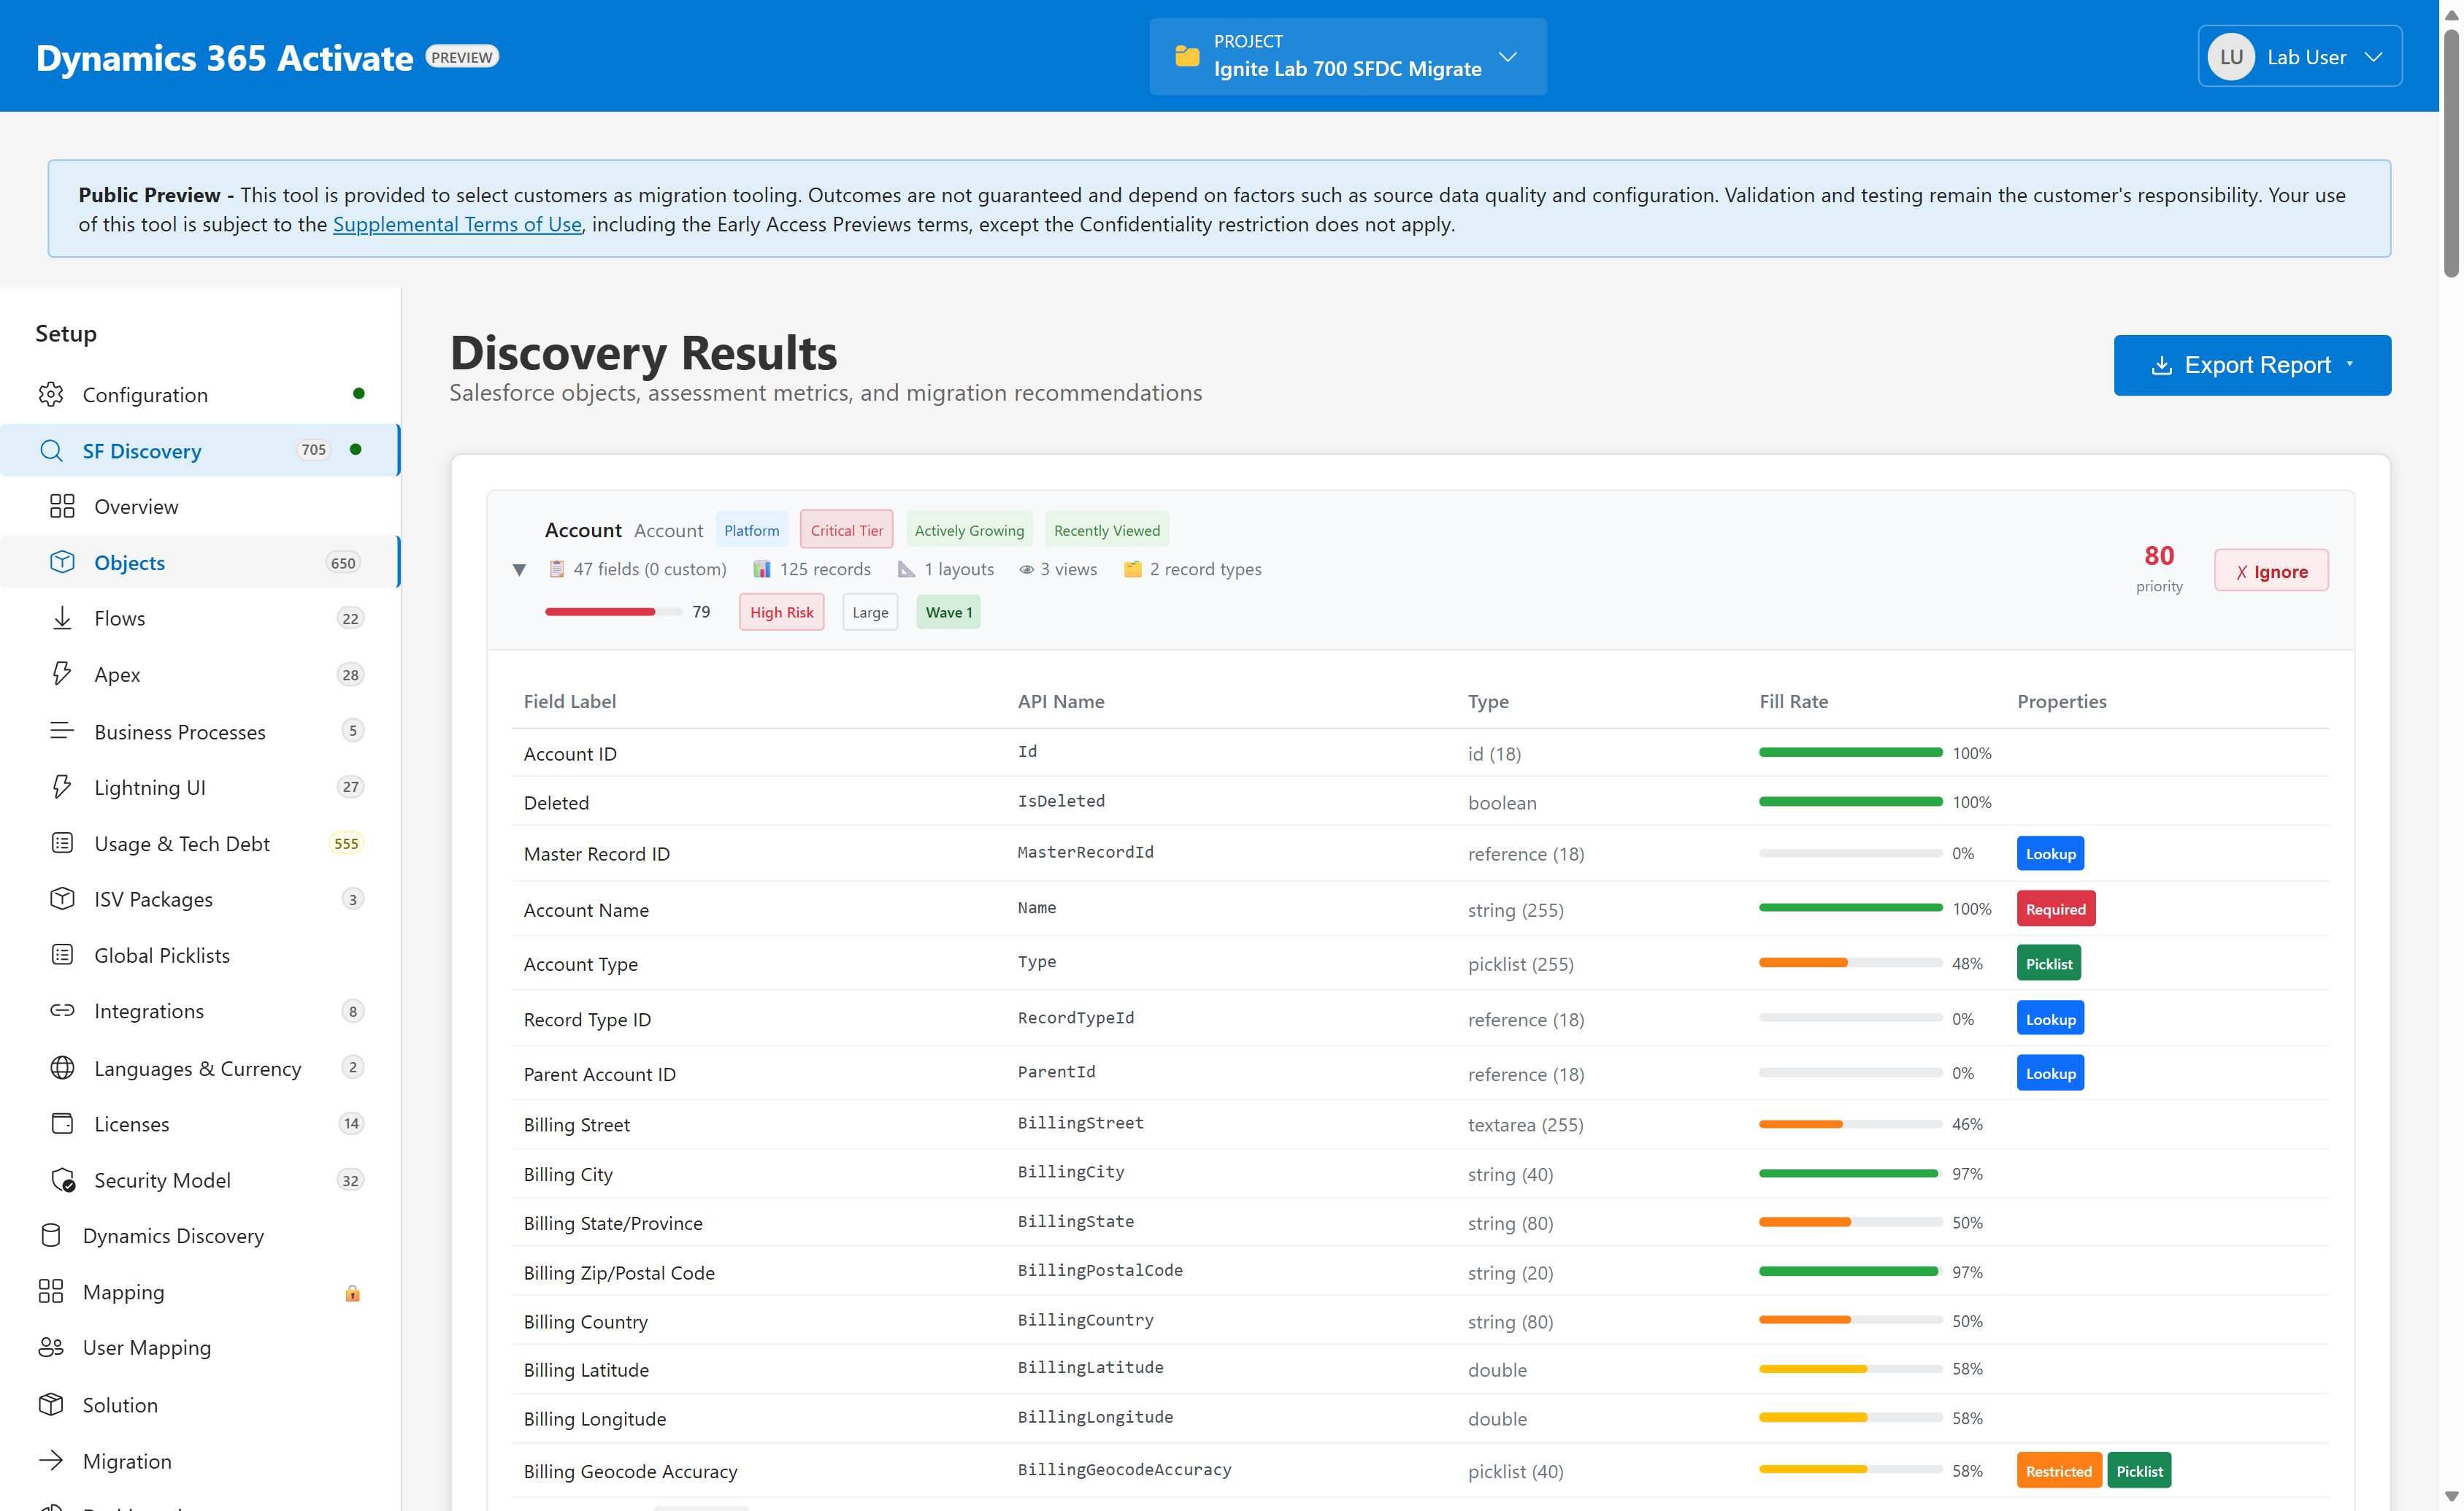 Dynamics 365 Activate PREVIEW
PROJECT
Ignite Lab 700 SFDC Migrate
LU Lab User
Public Preview - This tool is provided to select customers as migration tooling. Outcomes are not guaranteed and depend on factors such as source data quality and configuration. Validation and testing remain the customer's responsibility. Your use
of this tool is subject to the Supplemental Terms of Use, including the Early Access Previews terms, except the Confidentiality restriction does not apply.
Setup
Configuration
SF Discovery 705
Overview
Objects 650
Flows 22
Apex 28
Business Processes 5
Lightning UI 27
Usage & Tech Debt 555
ISV Packages 3
Global Picklists
Integrations 8
Languages & Currency 2
Licenses 14
Security Model 32
Dynamics Discovery
Mapping
User Mapping
Solution
Migration
Discovery Results
Salesforce objects, assessment metrics, and migration recommendations
Export Report
Account Account Platform Critical Tier Actively Growing Recently Viewed
47 fields (0 custom) 125 records 1 layouts 3 views 2 record types
79 High Risk Large Wave 1
80
priority
✗ Ignore
Field Label API Name Type Fill Rate Properties
Account ID Id id (18) 100%
Deleted IsDeleted boolean 100%
Master Record ID MasterRecordId reference (18) 0% Lookup
Account Name Name string (255) 100% Required
Account Type Type picklist (255) 48% Picklist
Record Type ID RecordTypeId reference (18) 0% Lookup
Parent Account ID ParentId reference (18) 0% Lookup
Billing Street BillingStreet textarea (255) 46%
Billing City BillingCity string (40) 97%
Billing State/Province BillingState string (80) 50%
Billing Zip/Postal Code BillingPostalCode string (20) 97%
Billing Country BillingCountry string (80) 50%
Billing Latitude BillingLatitude double 58%
Billing Longitude BillingLongitude double 58%
Billing Geocode Accuracy BillingGeocodeAccuracy picklist (40) 58% Restricted Picklist